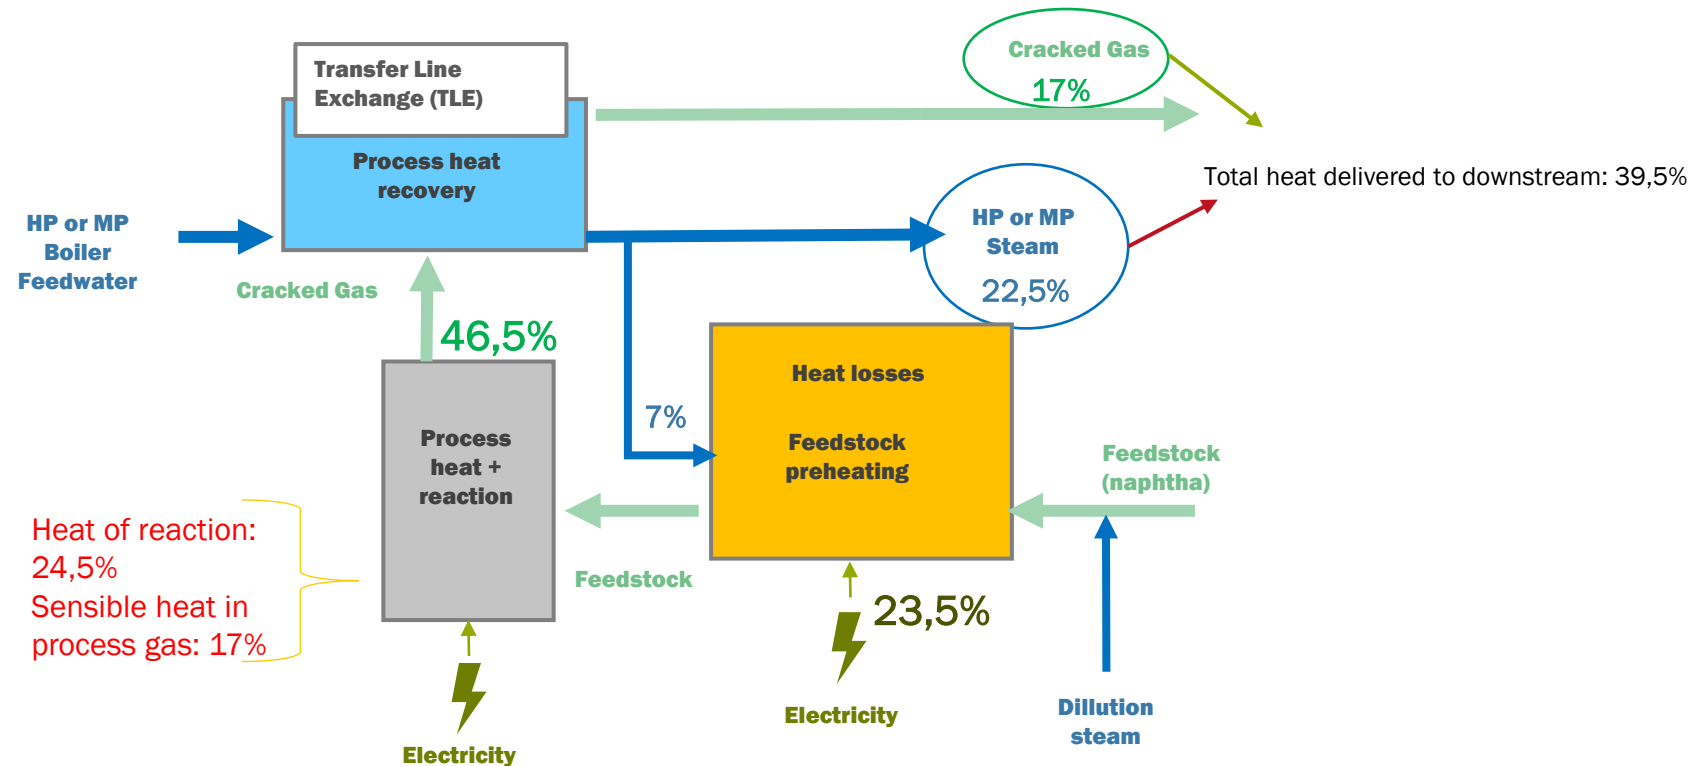 Transfer Line
Exchange (TLE)
Process heat
recovery
Cracked Gas
17%
Total heat delivered to downstream: 39,5%
HP or MP
Boiler
Feedwater
HP or MP
Steam
22,5%
Cracked Gas
46,5%
Process
heat +
reaction
7%
Heat losses
Feedstock
preheating
Feedstock
(naphtha)
Heat of reaction:
24,5%
Sensible heat in
process gas: 17%
Feedstock
23,5%
Electricity
Electricity
Dillution
steam